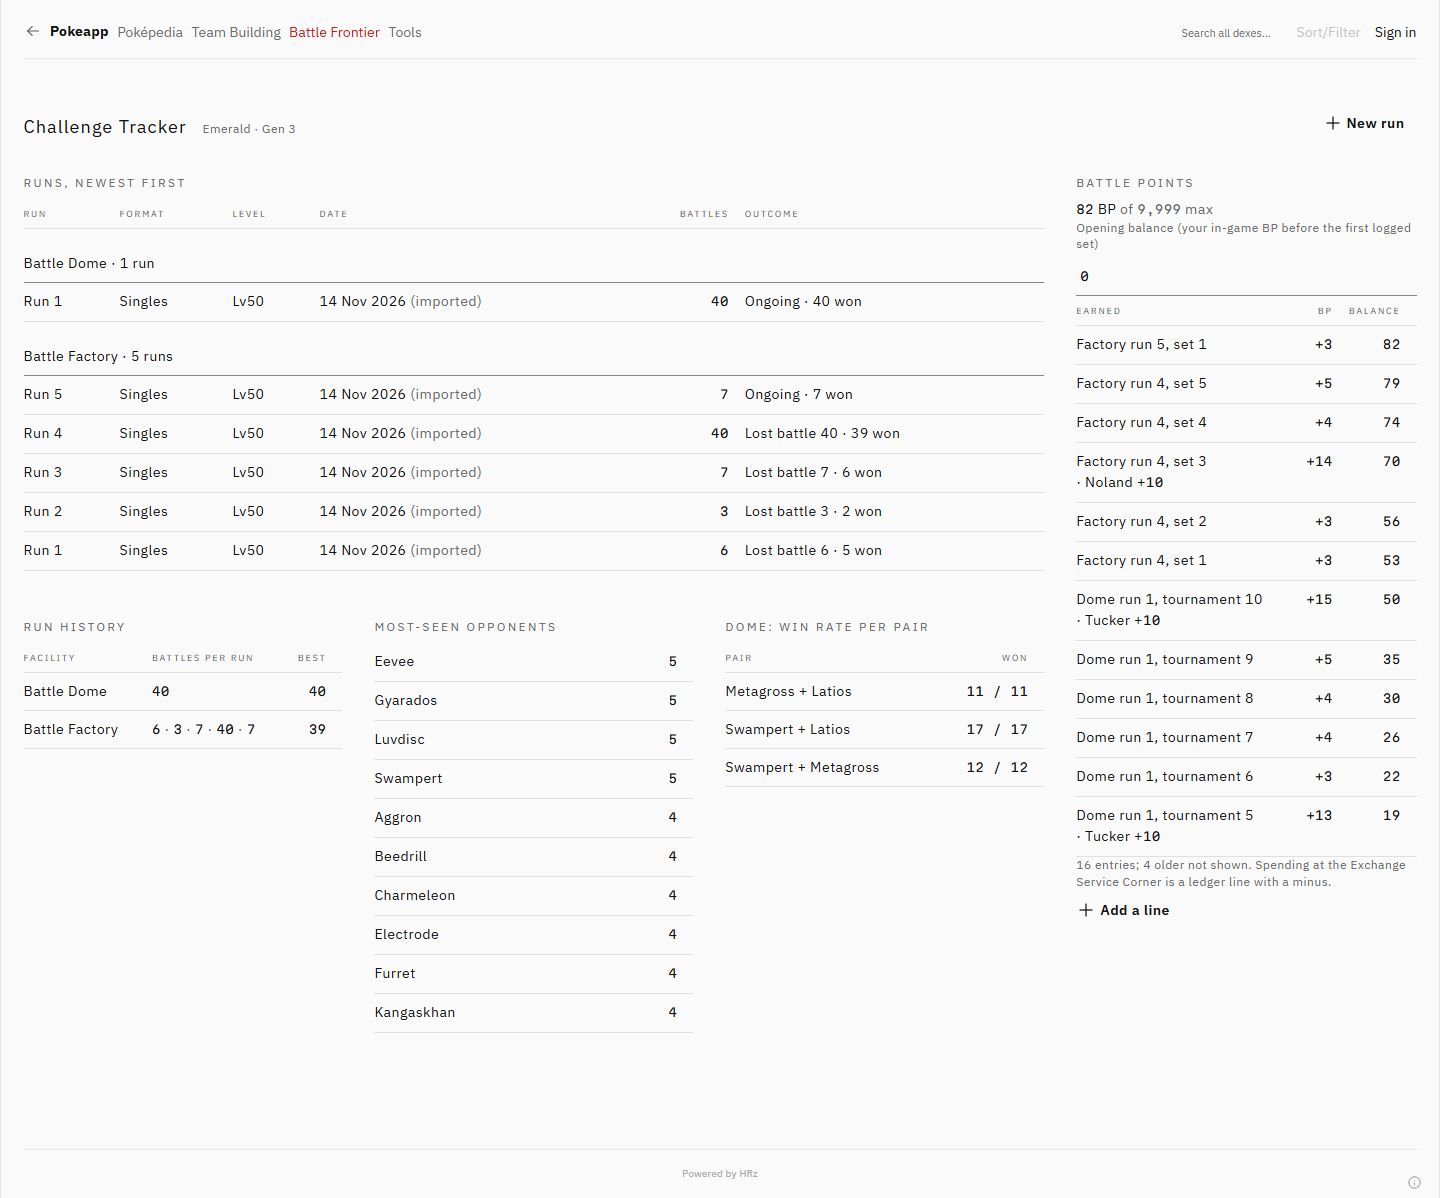 Pokeapp Poképedia Team Building Battle Frontier Tools
Search all dexes... Sort/Filter Sign in
Challenge Tracker Emerald · Gen 3
New run
RUNS, NEWEST FIRST
RUN FORMAT LEVEL DATE BATTLES OUTCOME
Battle Dome · 1 run
Run 1 Singles Lv50 14 Nov 2026 (imported) 40 Ongoing · 40 won
Battle Factory · 5 runs
Run 5 Singles Lv50 14 Nov 2026 (imported) 7 Ongoing · 7 won
Run 4 Singles Lv50 14 Nov 2026 (imported) 40 Lost battle 40 · 39 won
Run 3 Singles Lv50 14 Nov 2026 (imported) 7 Lost battle 7 · 6 won
Run 2 Singles Lv50 14 Nov 2026 (imported) 3 Lost battle 3 · 2 won
Run 1 Singles Lv50 14 Nov 2026 (imported) 6 Lost battle 6 · 5 won
RUN HISTORY
FACILITY BATTLES PER RUN BEST
Battle Dome 40 40
Battle Factory 6 · 3 · 7 · 40 · 7 39
MOST-SEEN OPPONENTS
Eevee 5
Gyarados 5
Luvdisc 5
Swampert 5
Aggron 4
Beedrill 4
Charmeleon 4
Electrode 4
Furret 4
Kangaskhan 4
DOME: WIN RATE PER PAIR
PAIR WON
Metagross + Latios 11 / 11
Swampert + Latios 17 / 17
Swampert + Metagross 12 / 12
BATTLE POINTS
82 BP of 9,999 max
Opening balance (your in-game BP before the first logged
set)
0
EARNED BP BALANCE
Factory run 5, set 1 +3 82
Factory run 4, set 5 +5 79
Factory run 4, set 4 +4 74
Factory run 4, set 3 +14 70
· Noland +10
Factory run 4, set 2 +3 56
Factory run 4, set 1 +3 53
Dome run 1, tournament 10 +15 50
· Tucker +10
Dome run 1, tournament 9 +5 35
Dome run 1, tournament 8 +4 30
Dome run 1, tournament 7 +4 26
Dome run 1, tournament 6 +3 22
Dome run 1, tournament 5 +13 19
· Tucker +10
16 entries; 4 older not shown. Spending at the Exchange
Service Corner is a ledger line with a minus.
Add a line
Powered by HRz